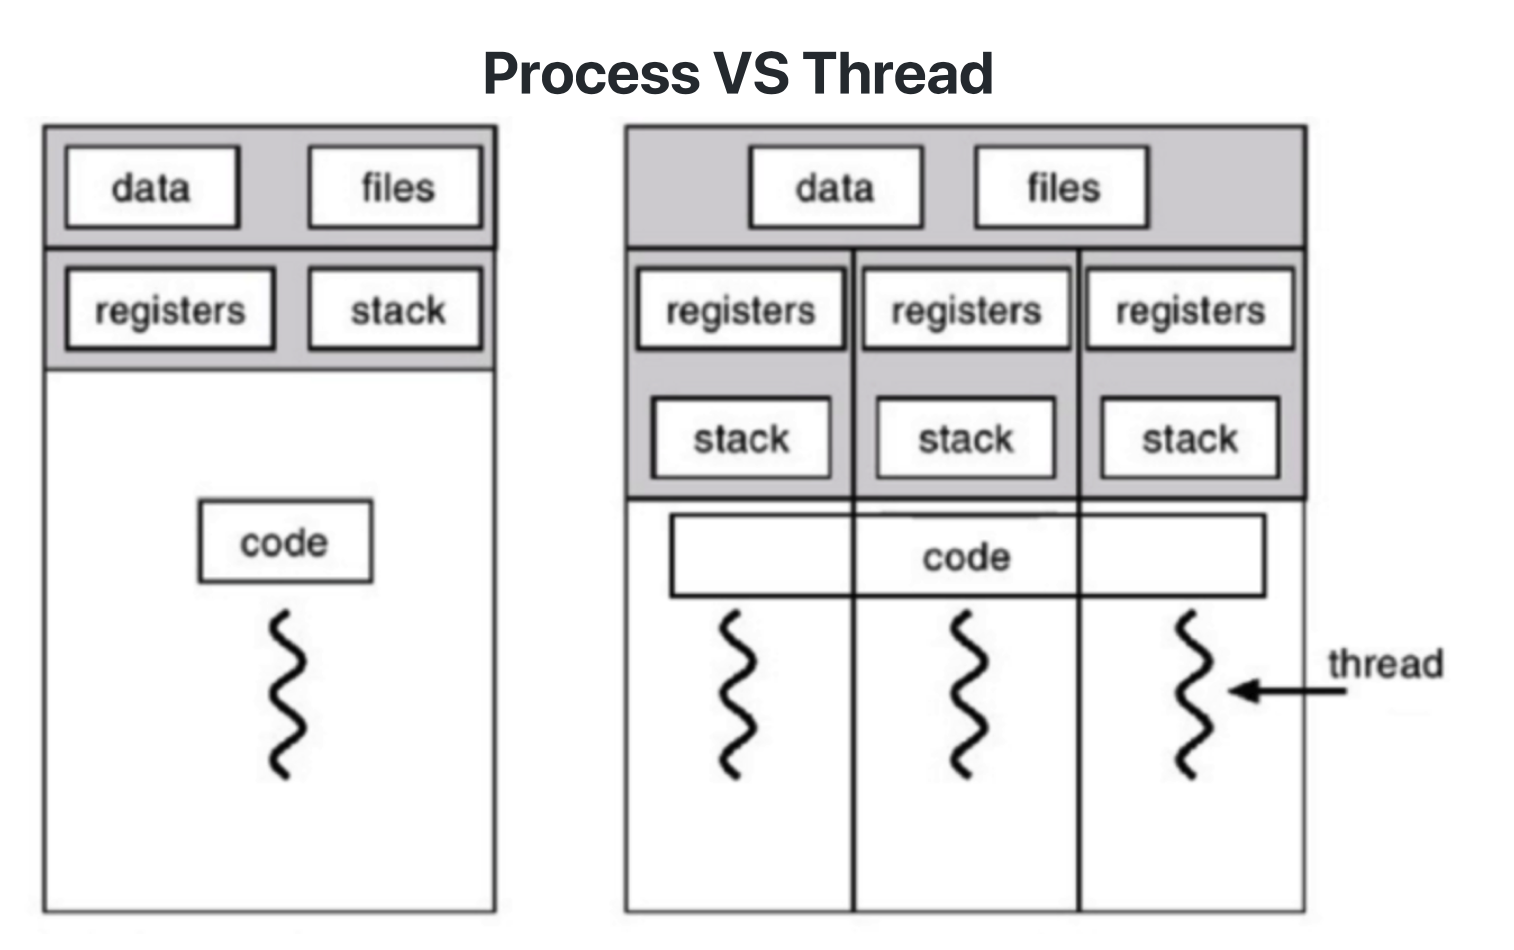 Process VS Thread
data files
registers stack
code
data files
registers registers registers
stack stack stack
code
thread